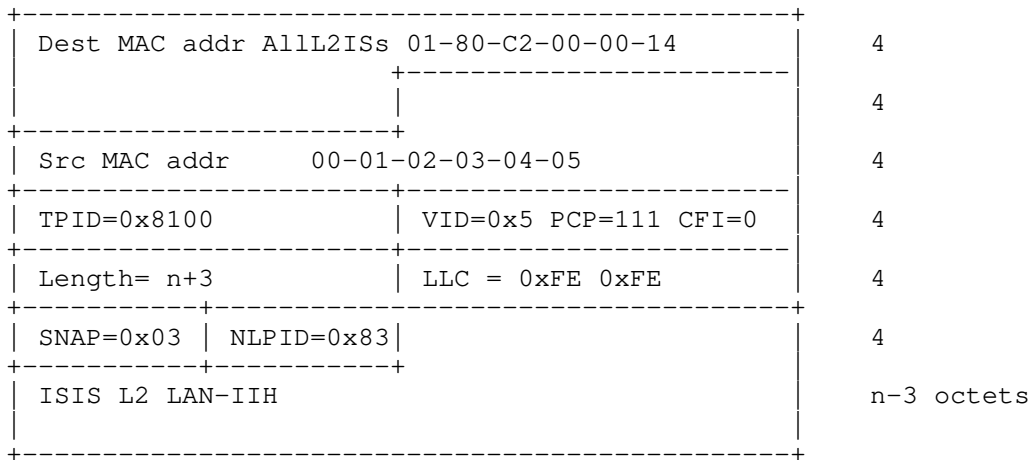 Dest MAC addr AllL2ISs 01-80-C2-00-00-14 4
4
Src MAC addr 00-01-02-03-04-05 4
TPID=0x8100 VID=0x5 PCP=111 CFI=0 4
Length= n+3 LLC = 0xFE 0xFE 4
SNAP=0x03 NLPID=0x83 4
ISIS L2 LAN-IIH n-3 octets